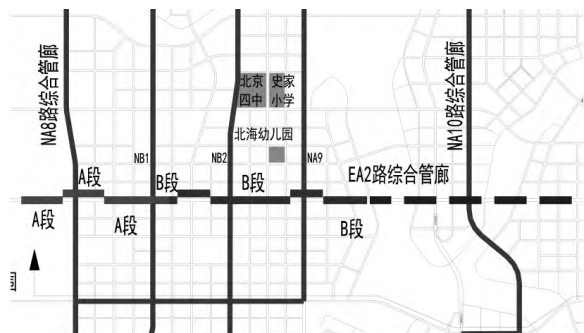 NA8路综合管廊
北京 史家
四中 小学
北海幼儿园
NA10路综合管廊
NB1
NB2
NA9
EA2路综合管廊
A段
B段
B段
A段
A段
B段